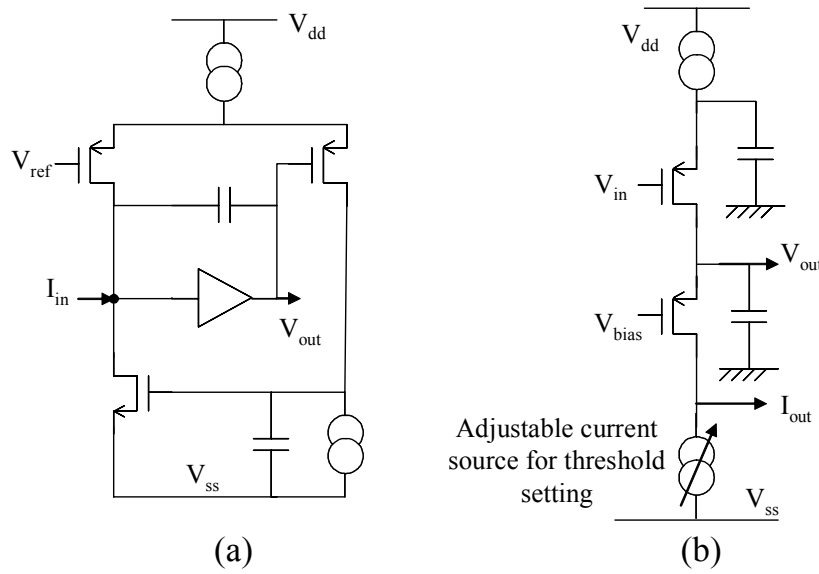 V_dd
V_ref
I_in
V_out
V_ss
(a)
V_dd
V_in
V_out
V_bias
I_out
Adjustable current
source for threshold
setting
V_ss
(b)